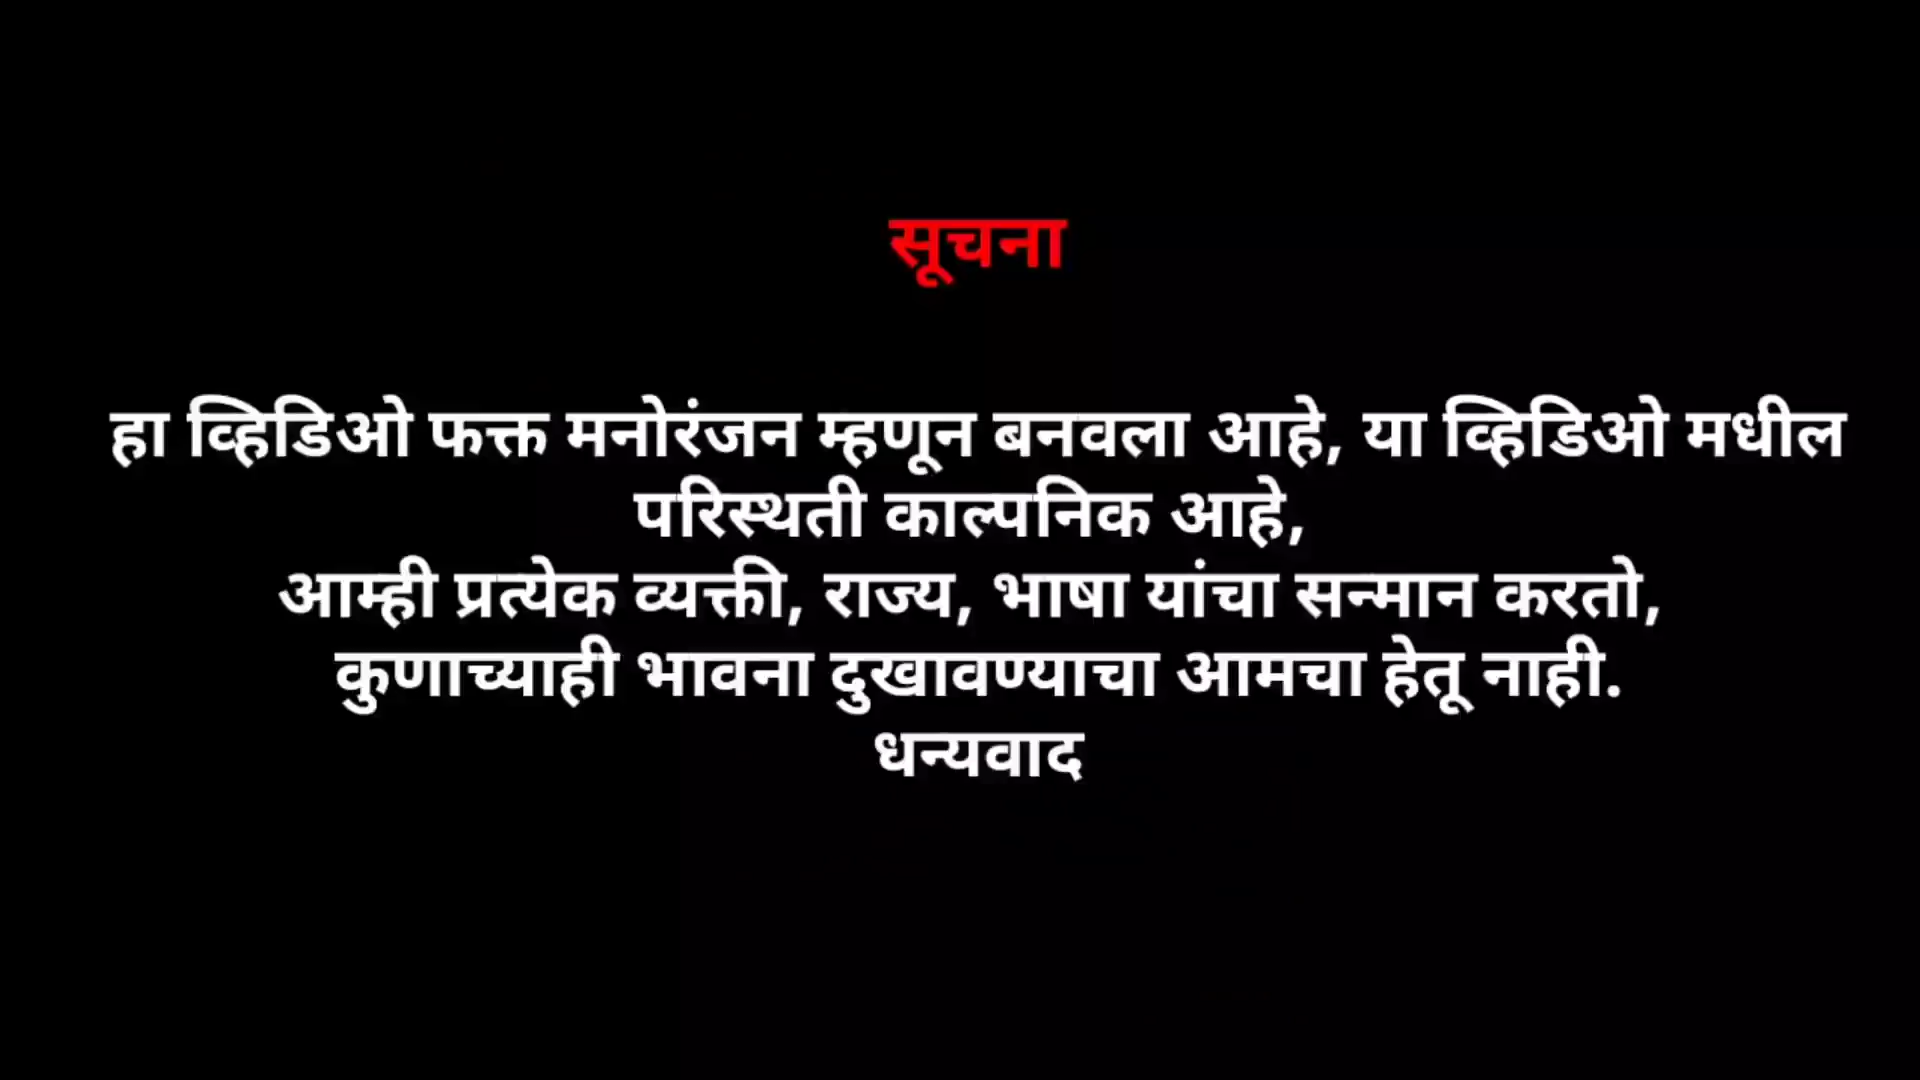 सूचना
हा व्हिडिओ फक्त मनोरंजन म्हणून बनवला आहे, या व्हिडिओ मधील
परिस्थती काल्पनिक आहे,
आम्ही प्रत्येक व्यक्ती, राज्य, भाषा यांचा सन्मान करतो,
कुणाच्याही भावना दुखावण्याचा आमचा हेतू नाही.
धन्यवाद